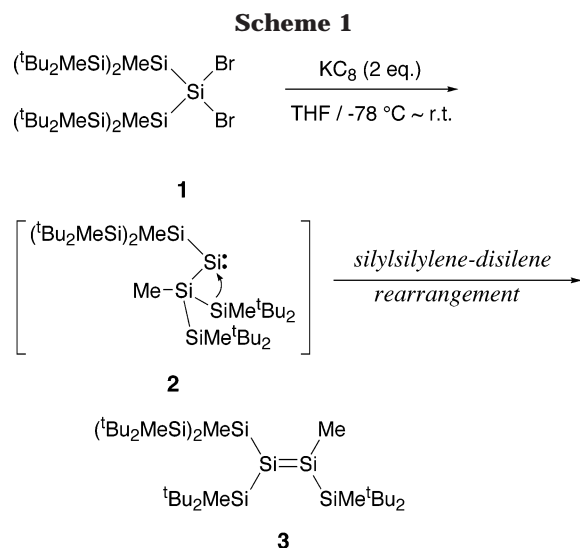 Scheme 1
(ᵗBu₂MeSi)₂MeSi Br
Si
(ᵗBu₂MeSi)₂MeSi Br
KC₈ (2 eq.)
THF / -78 °C ~ r.t.
1
(ᵗBu₂MeSi)₂MeSi
Si:
Me Si
SiMeᵗBu₂
SiMeᵗBu₂
silylsilylene-disilene
rearrangement
2
(ᵗBu₂MeSi)₂MeSi Me
Si=Si
ᵗBu₂MeSi SiMeᵗBu₂
3